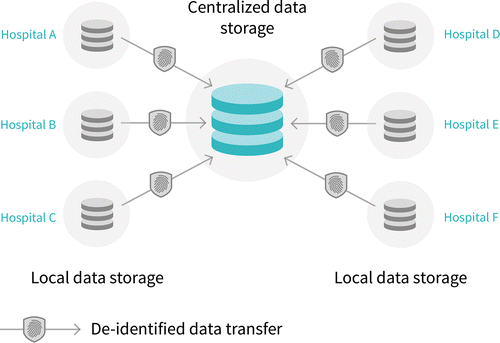 Centralized data
storage
Hospital A
Hospital D
Hospital B
Hospital E
Hospital C
Hospital F
Local data storage
Local data storage
De-identified data transfer